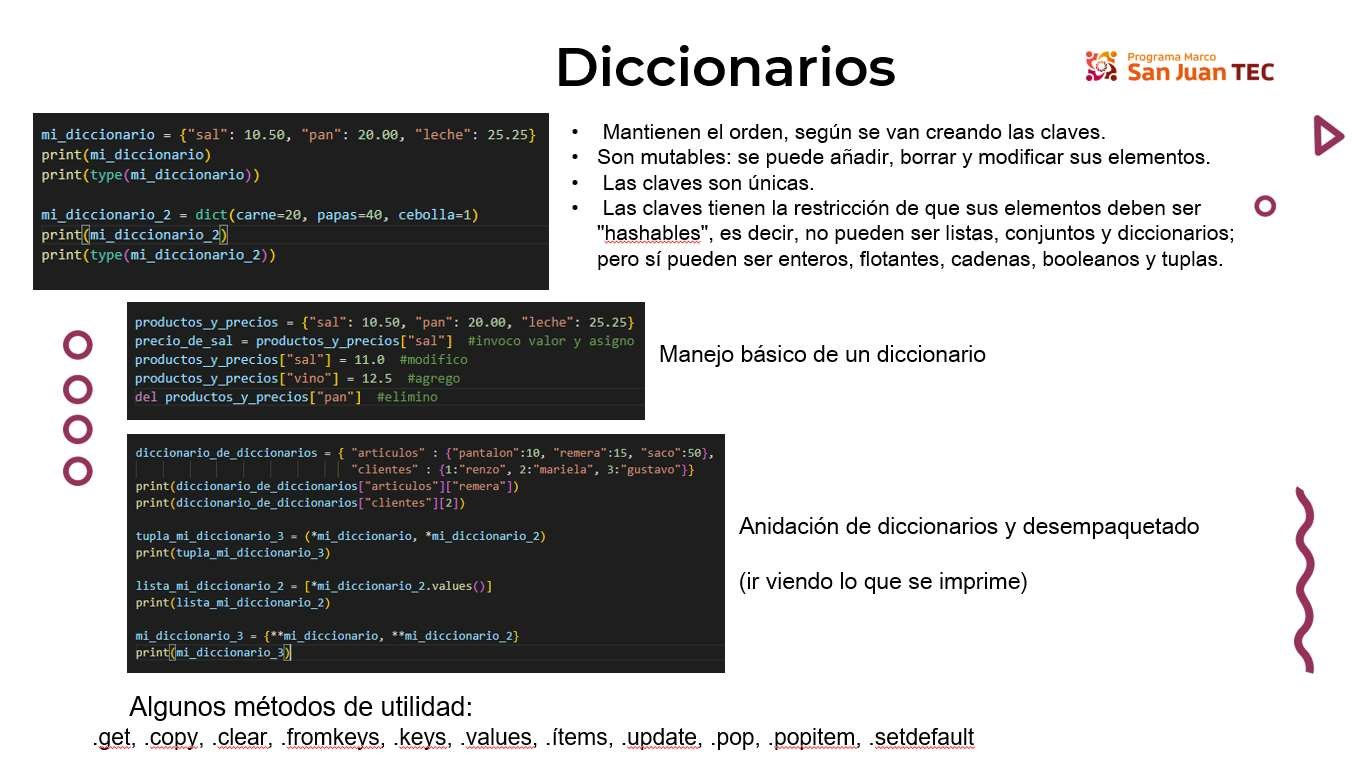 Diccionarios
Programa Marco
San Juan TEC
mi_diccionario = {"sal": 10.50, "pan": 20.00, "leche": 25.25}
print(mi_diccionario)
print(type(mi_diccionario))
mi_diccionario_2 = dict(carne=20, papas=40, cebolla=1)
print(mi_diccionario_2)
print(type(mi_diccionario_2))
• Mantienen el orden, según se van creando las claves.
• Son mutables: se puede añadir, borrar y modificar sus elementos.
• Las claves son únicas.
• Las claves tienen la restricción de que sus elementos deben ser
"hashables", es decir, no pueden ser listas, conjuntos y diccionarios;
pero sí pueden ser enteros, flotantes, cadenas, booleanos y tuplas.
productos_y_precios = {"sal": 10.50, "pan": 20.00, "leche": 25.25}
precio_de_sal = productos_y_precios["sal"]  #invoco valor y asigno
productos_y_precios["sal"] = 11.0  #modifico
productos_y_precios["vino"] = 12.5  #agrego
del productos_y_precios["pan"]  #elimino
Manejo básico de un diccionario
diccionario_de_diccionarios = { "articulos" : {"pantalon":10, "remera":15, "saco":50},
"clientes" : {1:"renzo", 2:"mariela", 3:"gustavo"}}
print(diccionario_de_diccionarios["articulos"]["remera"])
print(diccionario_de_diccionarios["clientes"][2])
tupla_mi_diccionario_3 = (*mi_diccionario, *mi_diccionario_2)
print(tupla_mi_diccionario_3)
lista_mi_diccionario_2 = [*mi_diccionario_2.values()]
print(lista_mi_diccionario_2)
mi_diccionario_3 = {**mi_diccionario, **mi_diccionario_2}
print(mi_diccionario_3)
Anidación de diccionarios y desempaquetado
(ir viendo lo que se imprime)
Algunos métodos de utilidad:
.get, .copy, .clear, .fromkeys, .keys, .values, .ítems, .update, .pop, .popitem, .setdefault